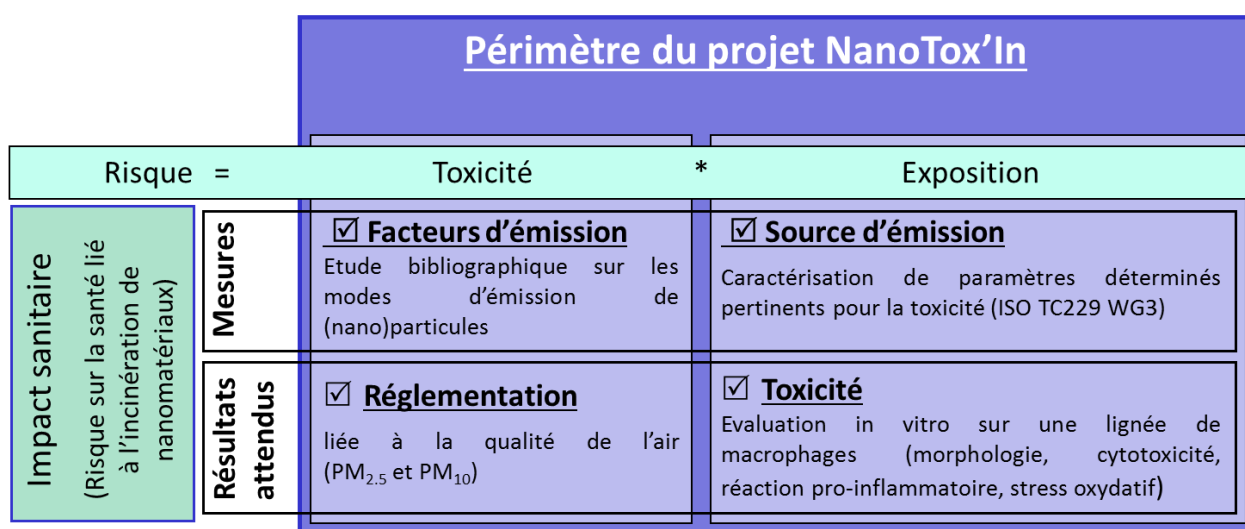 Périmètre du projet NanoTox’In
Risque = Toxicité * Exposition
Impact sanitaire
(Risque sur la santé lié
à l’incinération de
nanomatériaux)
Mesures
☑ Facteurs d’émission
Etude bibliographique sur les
modes d’émission de
(nano)particules
☑ Source d’émission
Caractérisation de paramètres déterminés
pertinents pour la toxicité (ISO TC229 WG3)
Résultats
attendus
☑ Réglementation
liée à la qualité de l’air
(PM2.5 et PM10)
☑ Toxicité
Evaluation in vitro sur une lignée de
macrophages (morphologie, cytotoxicité,
réaction pro-inflammatoire, stress oxydatif)